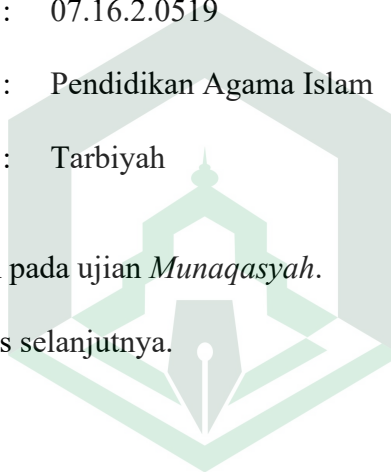 : 07.16.2.0519
: Pendidikan Agama Islam
: Tarbiyah
pada ujian Munaqasyah.
s selanjutnya.